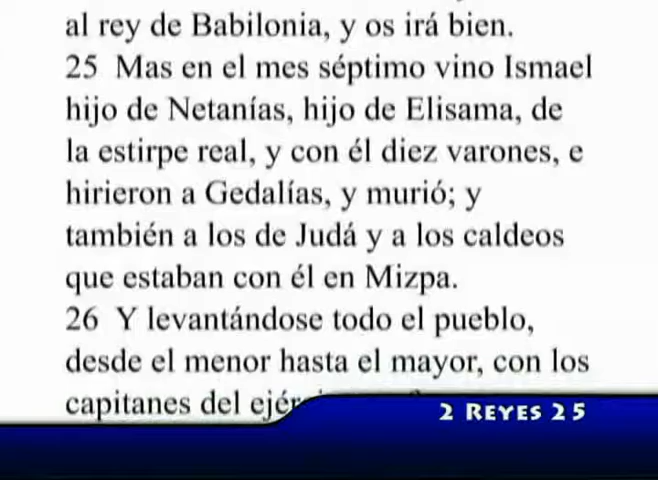 al rey de Babilonia, y os irá bien.
25 Mas en el mes séptimo vino Ismael
hijo de Netanías, hijo de Elisama, de
la estirpe real, y con él diez varones, e
hirieron a Gedalías, y murió; y
también a los de Judá y a los caldeos
que estaban con él en Mizpa.
26 Y levantándose todo el pueblo,
desde el menor hasta el mayor, con los
capitanes del
2 REYES 25